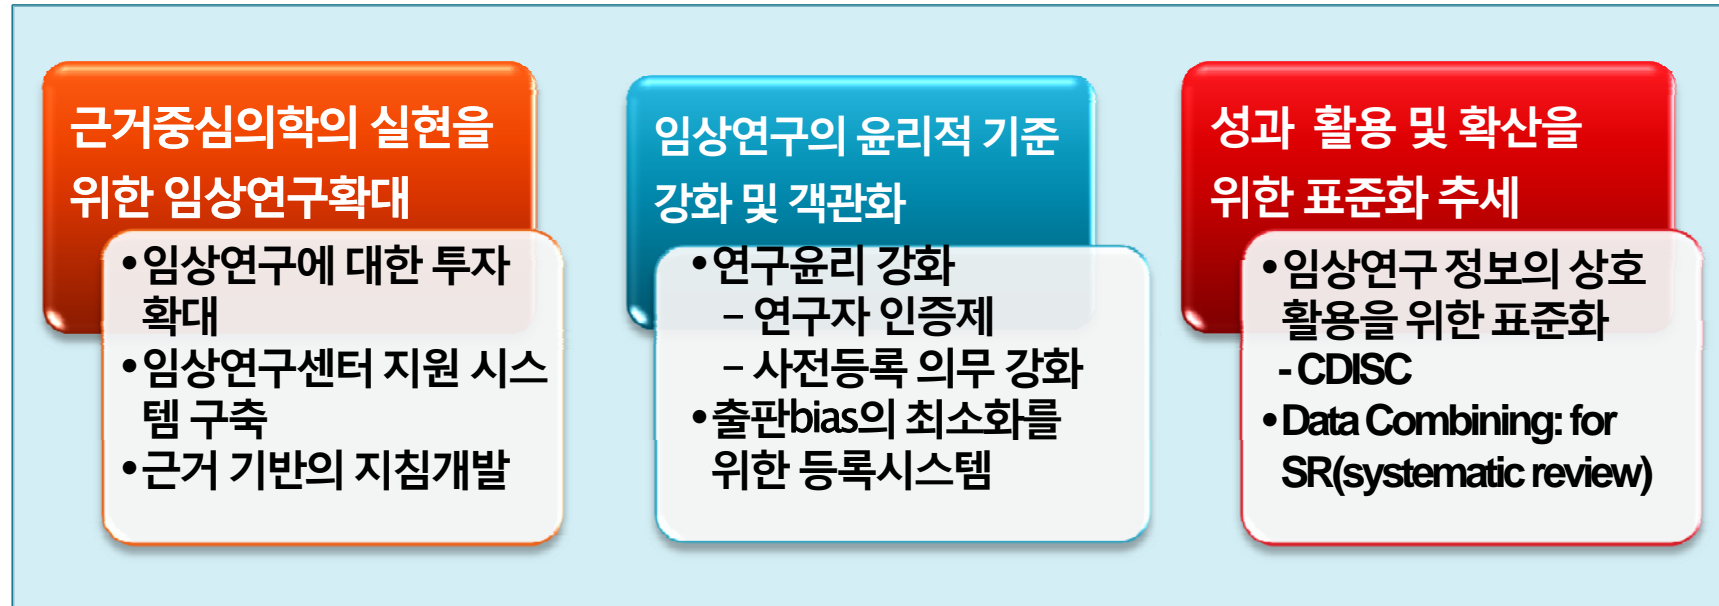 근거중심의학의 실현을
위한 임상연구확대
•임상연구에 대한 투자
확대
•임상연구센터 지원 시스
템 구축
•근거 기반의 지침개발
임상연구의 윤리적 기준
강화 및 객관화
•연구윤리 강화
– 연구자 인증제
– 사전등록 의무 강화
•출판bias의 최소화를
위한 등록시스템
성과 활용 및 확산을
위한 표준화 추세
•임상연구 정보의 상호
활용을 위한 표준화
- CDISC
•Data Combining: for
SR(systematic review)